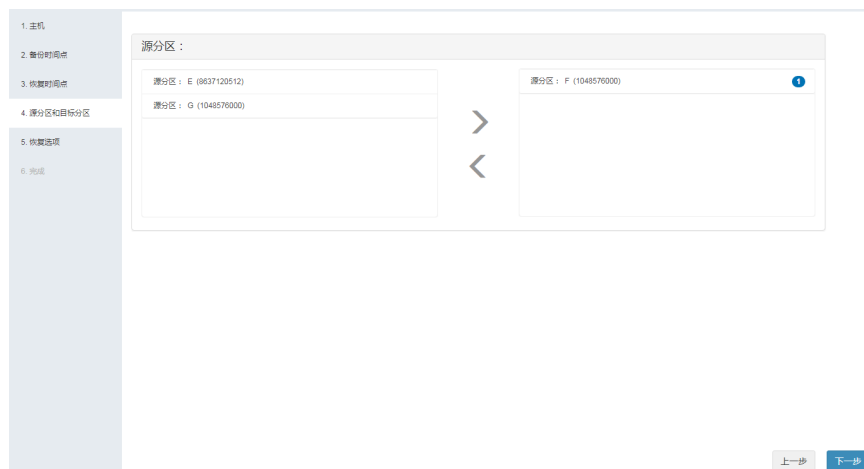 1. 主机
2. 备份时间点
3. 恢复时间点
4. 源分区和目标分区
5. 恢复选项
6. 完成
源分区：
源分区： E (8637120512)
源分区： G (1048576000)
源分区： F (1048576000)
1
上一步
下一步